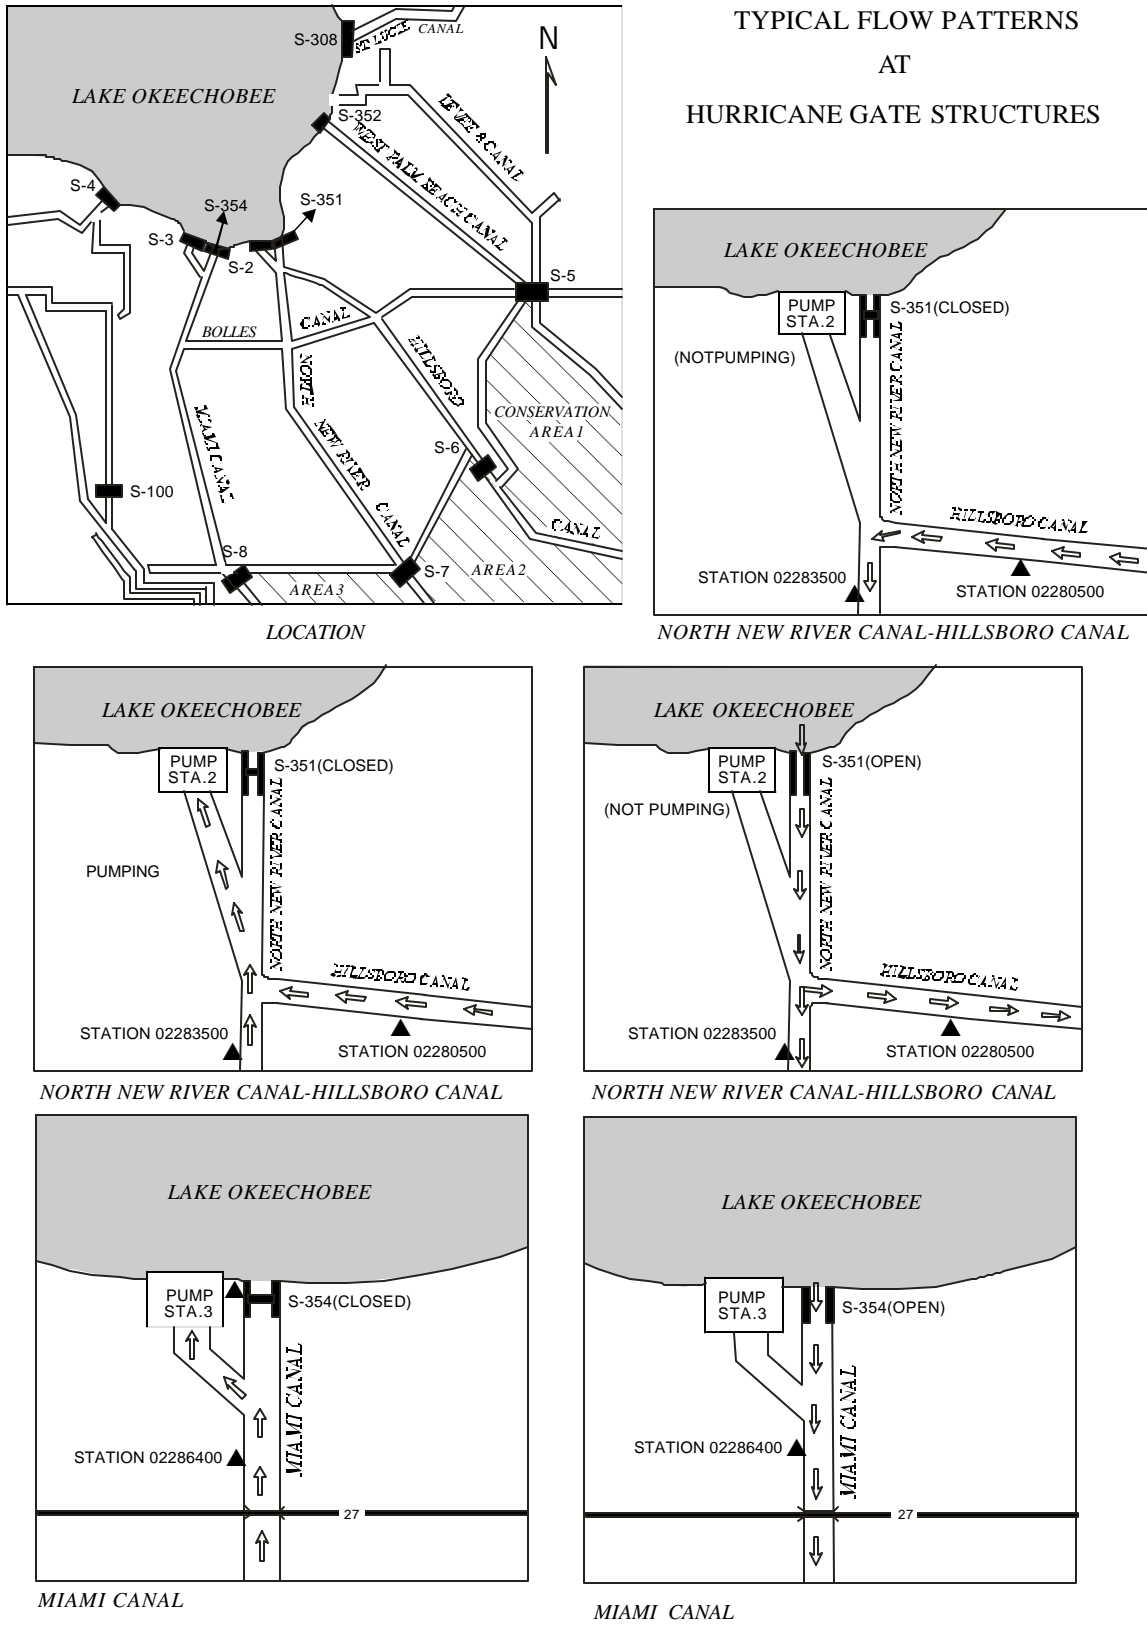 TYPICAL FLOW PATTERNS
AT
HURRICANE GATE STRUCTURES
S-308
ST LUCIE
CANAL
N
LAKE OKEECHOBEE
S-352
LEVEE 8 CANAL
WEST PALM BEACH CANAL
S-4
S-354
S-351
S-3
S-2
S-5
BOLLES
CANAL
HILLSBORO
NORTH
NEW RIVER
CANAL
MIAMI CANAL
CONSERVATION
AREA1
S-6
S-100
CANAL
S-8
S-7
AREA2
AREA3
LOCATION
LAKE OKEECHOBEE
PUMP
STA.2
S-351(CLOSED)
(NOTPUMPING)
NORTH NEW RIVER CANAL
HILLSBORO CANAL
STATION 02283500
STATION 02280500
NORTH NEW RIVER CANAL-HILLSBORO CANAL
LAKE OKEECHOBEE
PUMP
STA.2
S-351(CLOSED)
PUMPING
NORTH NEW RIVER CANAL
HILLSBORO CANAL
STATION 02283500
STATION 02280500
NORTH NEW RIVER CANAL-HILLSBORO CANAL
LAKE OKEECHOBEE
PUMP
STA.2
S-351(OPEN)
(NOT PUMPING)
NORTH NEW RIVER CANAL
HILLSBORO CANAL
STATION 02283500
STATION 02280500
NORTH NEW RIVER CANAL-HILLSBORO CANAL
LAKE OKEECHOBEE
PUMP
STA.3
S-354(CLOSED)
MIAMI CANAL
STATION 02286400
27
MIAMI CANAL
LAKE OKEECHOBEE
PUMP
STA.3
S-354(OPEN)
MIAMI CANAL
STATION 02286400
27
MIAMI CANAL